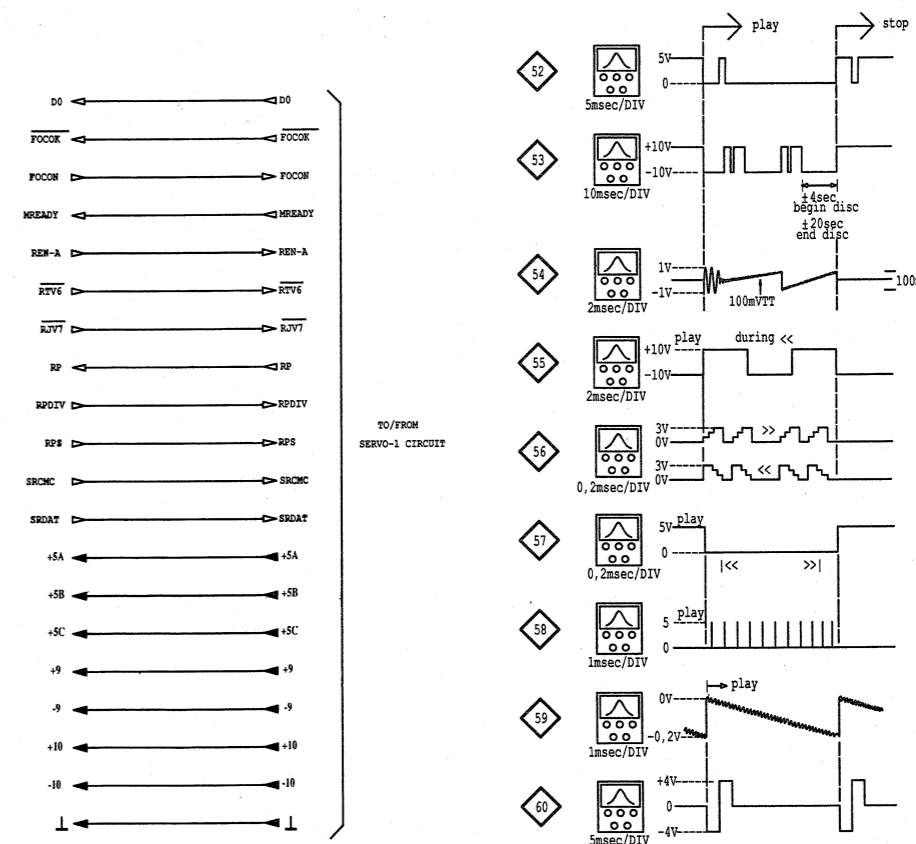 D0 D0
FOCOK FOCOK
FOCON FOCON
MREADY MREADY
REN-A REN-A
RTV6 RTV6
RJV7 RJV7
RP RP
RPDIV RPDIV
RPS RPS
SRCMC SRCMC
SRDAT SRDAT
+5A +5A
+5B +5B
+5C +5C
+9 +9
-9 -9
+10 +10
-10 -10
TO/FROM
SERVO-1 CIRCUIT
play stop
52
5V
0
5msec/DIV
53
+10V
-10V
10msec/DIV
±4sec
begin disc
±20sec
end disc
54
1V
-1V
100mVTT
2msec/DIV
55
play during <<
+10V
-10V
2msec/DIV
56
3V
0V
>>
3V
0V
<<
0,2msec/DIV
57
5V play
0
|<< >>|
0,2msec/DIV
58
play
5
0
1msec/DIV
59
play
0V
-0,2V
1msec/DIV
60
+4V
0
-4V
5msec/DIV